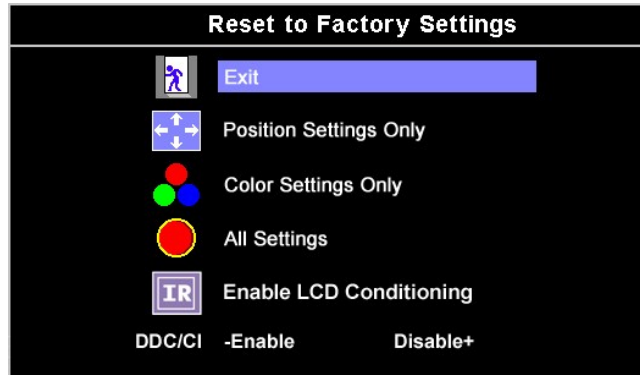 Reset to Factory Settings
Exit
Position Settings Only
Color Settings Only
All Settings
IR Enable LCD Conditioning
DDC/CI -Enable Disable+